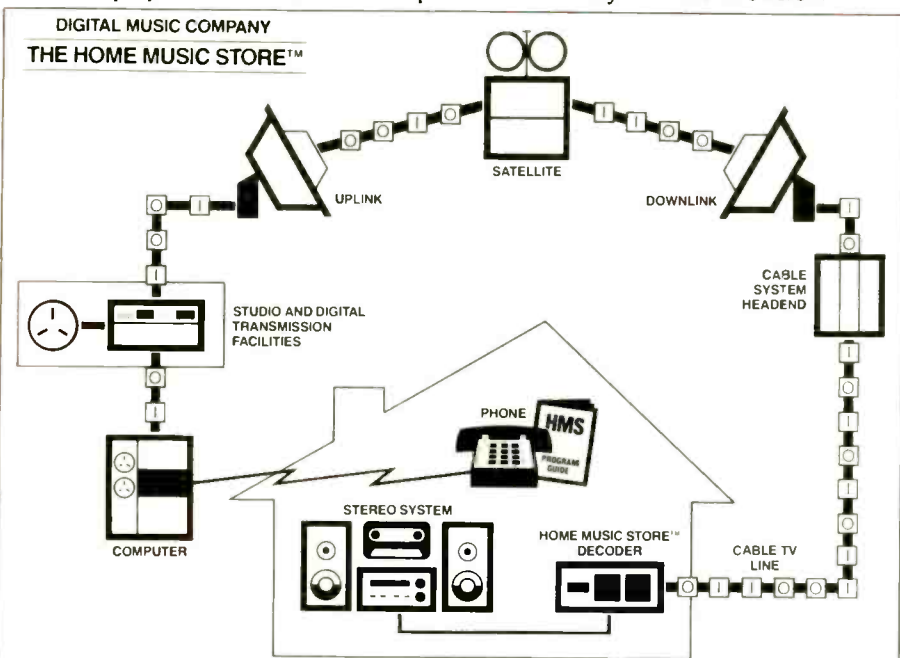 DIGITAL MUSIC COMPANY
THE HOME MUSIC STORE™
SATELLITE
UPLINK
DOWNLINK
CABLE
SYSTEM
HEADEND
STUDIO AND DIGITAL
TRANSMISSION
FACILITIES
PHONE
HMS
PROGRAM
GUIDE
COMPUTER
STEREO SYSTEM
HOME MUSIC STORE™
DECODER
CABLE TV
LINE